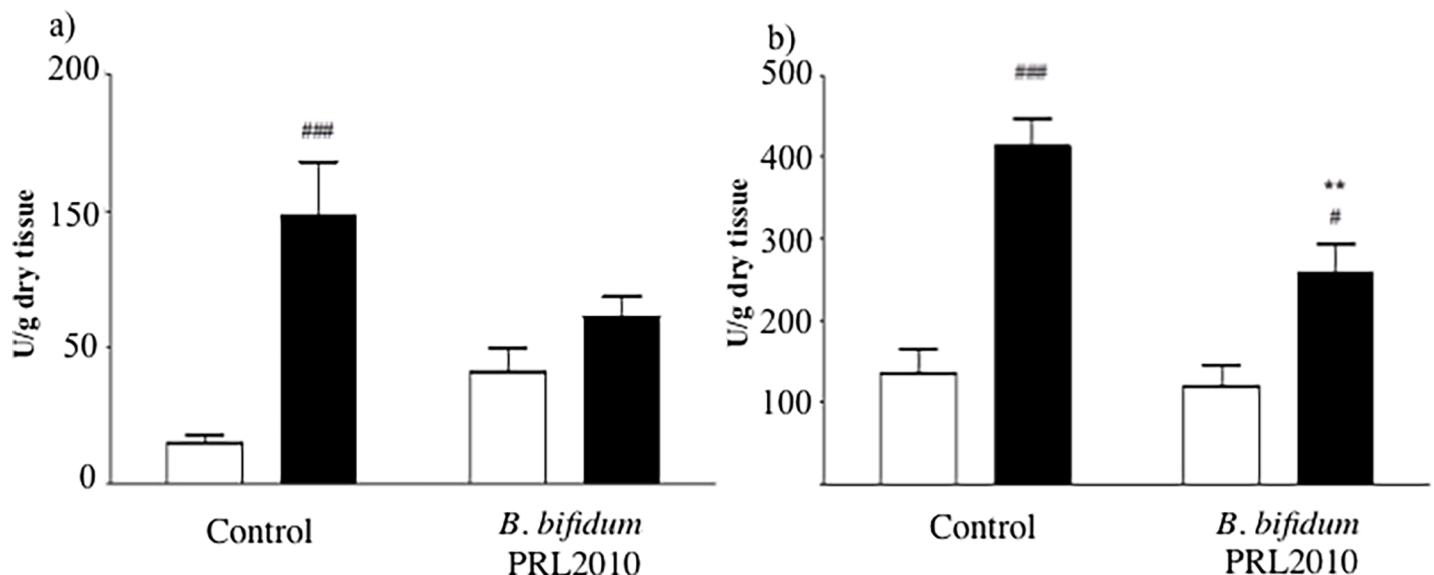 a)
200
150
50
0
U/g dry tissue
###
Control
B. bifidum
PRL2010
b)
500
400
300
200
100
U/g dry tissue
###
**
#
Control
B. bifidum
PRL2010